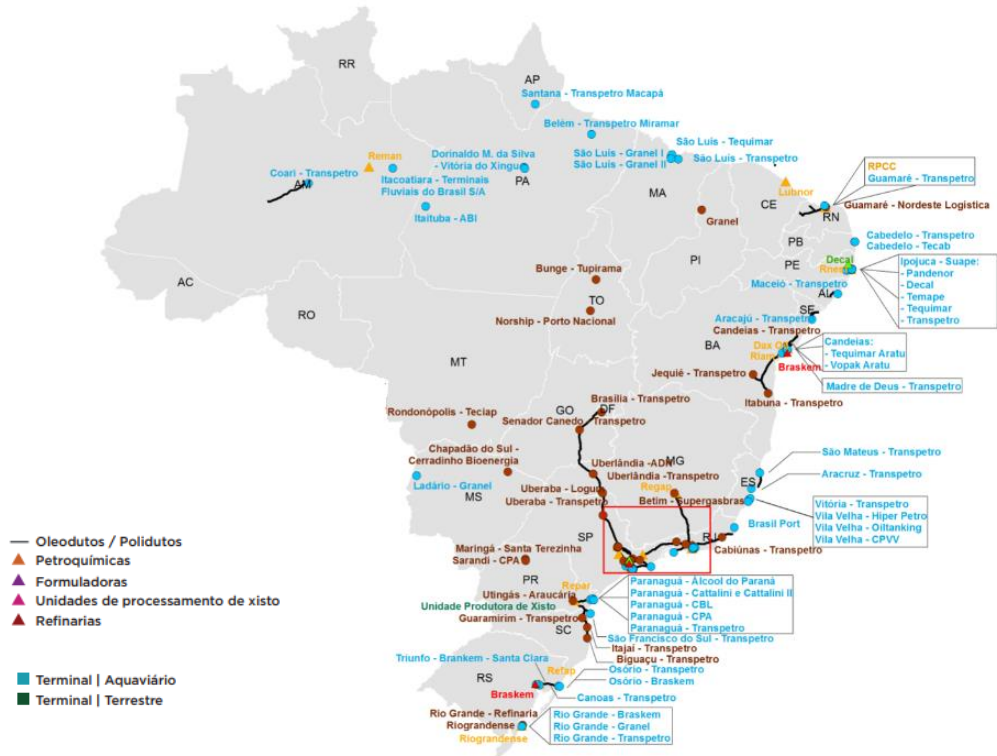 RR
AP
Santana - Transpetro Macapá
Belém - Transpetro Miramar
São Luís - Tequimar
São Luís - Granel I
São Luís - Granel II
São Luís - Transpetro
Reman
Dorinaldo M. da Silva
- Vitória do Xingu
Coari - Transpetro
AM
Itacoatiara - Terminais
Fluviais do Brasil S/A
PA
Itaituba - ABI
MA
Lubnor
CE
RPCC
Guamaré - Transpetro
RN
Guamaré - Nordeste Logistica
Granel
PB
Cabedelo - Transpetro
Cabedelo - Tecab
PI
PE
Decal
Ipojuca - Suape:
- Pandenor
- Decal
- Temape
- Tequimar
- Transpetro
AC
RO
Bunge - Tupirama
TO
Norship - Porto Nacional
Maceió - Transpetro
AL
SE
Aracajú - Transpetro
Candeias - Transpetro
BA
Candeias:
- Tequimar Aratu
- Vopak Aratu
Braskem
MT
Jequié - Transpetro
Madre de Deus - Transpetro
Itabuna - Transpetro
Brasília - Transpetro
GO
DF
Senador Canedo - Transpetro
Rondonópolis - Teciap
Chapadão do Sul -
Cerradinho Bioenergia
Uberlândia -ADN
MG
Uberlândia -Transpetro
São Mateus - Transpetro
ES
Aracruz - Transpetro
Ladário - Granel
MS
Regap
Uberaba - Transpetro
Betim - Supergasbras
Vitória - Transpetro
Vila Velha - Hiper Petro
Vila Velha - Oiltanking
Vila Velha - CPVV
Brasil Port
SP
RJ
Cabiúnas - Transpetro
Oleodutos / Polidutos
Petroquímicas
Formuladoras
Unidades de processamento de xisto
Refinarias
Terminal | Aquaviário
Terminal | Terrestre
Maringá - Santa Terezinha
Sarandi - CPA
PR
Repar
Utingás - Araucária
Unidade Produtora de Xisto
Guaramirim - Transpetro
Paranaguá - Álcool do Paraná
Paranaguá - Cattalini e Cattalini II
Paranaguá - CBL
Paranaguá - CPA
Paranaguá - Transpetro
SC
São Francisco do Sul - Transpetro
Itajaí - Transpetro
Biguaçu - Transpetro
Triunfo - Brankem - Santa Clara
Refap
Osório - Transpetro
Osório - Braskem
RS
Braskem
Canoas - Transpetro
Rio Grande - Refinaria
Riograndense
Riograndense
Rio Grande - Braskem
Rio Grande - Granel
Rio Grande - Transpetro